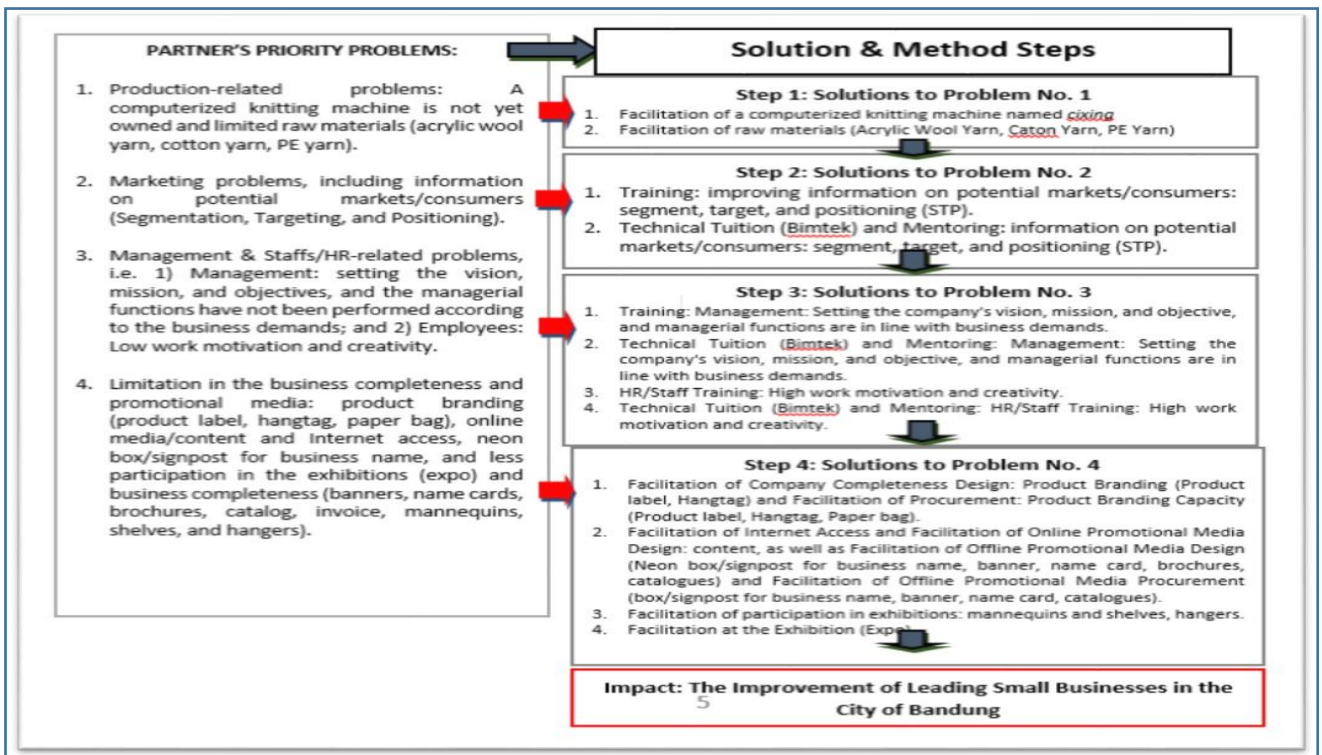 PARTNER'S PRIORITY PROBLEMS:
1. Production-related problems: A
computerized knitting machine is not yet
owned and limited raw materials (acrylic wool
yarn, cotton yarn, PE yarn).
2. Marketing problems, including information
on potential markets/consumers
(Segmentation, Targeting, and Positioning).
3. Management & Staffs/HR-related problems,
i.e. 1) Management: setting the vision,
mission, and objectives, and the managerial
functions have not been performed according
to the business demands; and 2) Employees:
Low work motivation and creativity.
4. Limitation in the business completeness and
promotional media: product branding
(product label, hangtag, paper bag), online
media/content and Internet access, neon
box/signpost for business name, and less
participation in the exhibitions (expo) and
business completeness (banners, name cards,
brochures, catalog, invoice, mannequins,
shelves, and hangers).
Solution & Method Steps
Step 1: Solutions to Problem No. 1
1. Facilitation of a computerized knitting machine named cixing
2. Facilitation of raw materials (Acrylic Wool Yarn, Caton Yarn, PE Yarn)
Step 2: Solutions to Problem No. 2
1. Training: improving information on potential markets/consumers:
segment, target, and positioning (STP).
2. Technical Tuition (Bimtek) and Mentoring: information on potential
markets/consumers: segment, target, and positioning (STP).
Step 3: Solutions to Problem No. 3
1. Training: Management: Setting the company's vision, mission, and objective,
and managerial functions are in line with business demands.
2. Technical Tuition (Bimtek) and Mentoring: Management: Setting the
company's vision, mission, and objective, and managerial functions are in
line with business demands.
3. HR/Staff Training: High work motivation and creativity.
4. Technical Tuition (Bimtek) and Mentoring: HR/Staff Training: High work
motivation and creativity.
Step 4: Solutions to Problem No. 4
1. Facilitation of Company Completeness Design: Product Branding (Product
label, Hangtag) and Facilitation of Procurement: Product Branding Capacity
(Product label, Hangtag, Paper bag).
2. Facilitation of Internet Access and Facilitation of Online Promotional Media
Design: content, as well as Facilitation of Offline Promotional Media Design
(Neon box/signpost for business name, banner, name card, brochures,
catalogues) and Facilitation of Offline Promotional Media Procurement
(box/signpost for business name, banner, name card, catalogues).
3. Facilitation of participation in exhibitions: mannequins and shelves, hangers.
4. Facilitation at the Exhibition (Expo)
Impact: The Improvement of Leading Small Businesses in the
5
City of Bandung